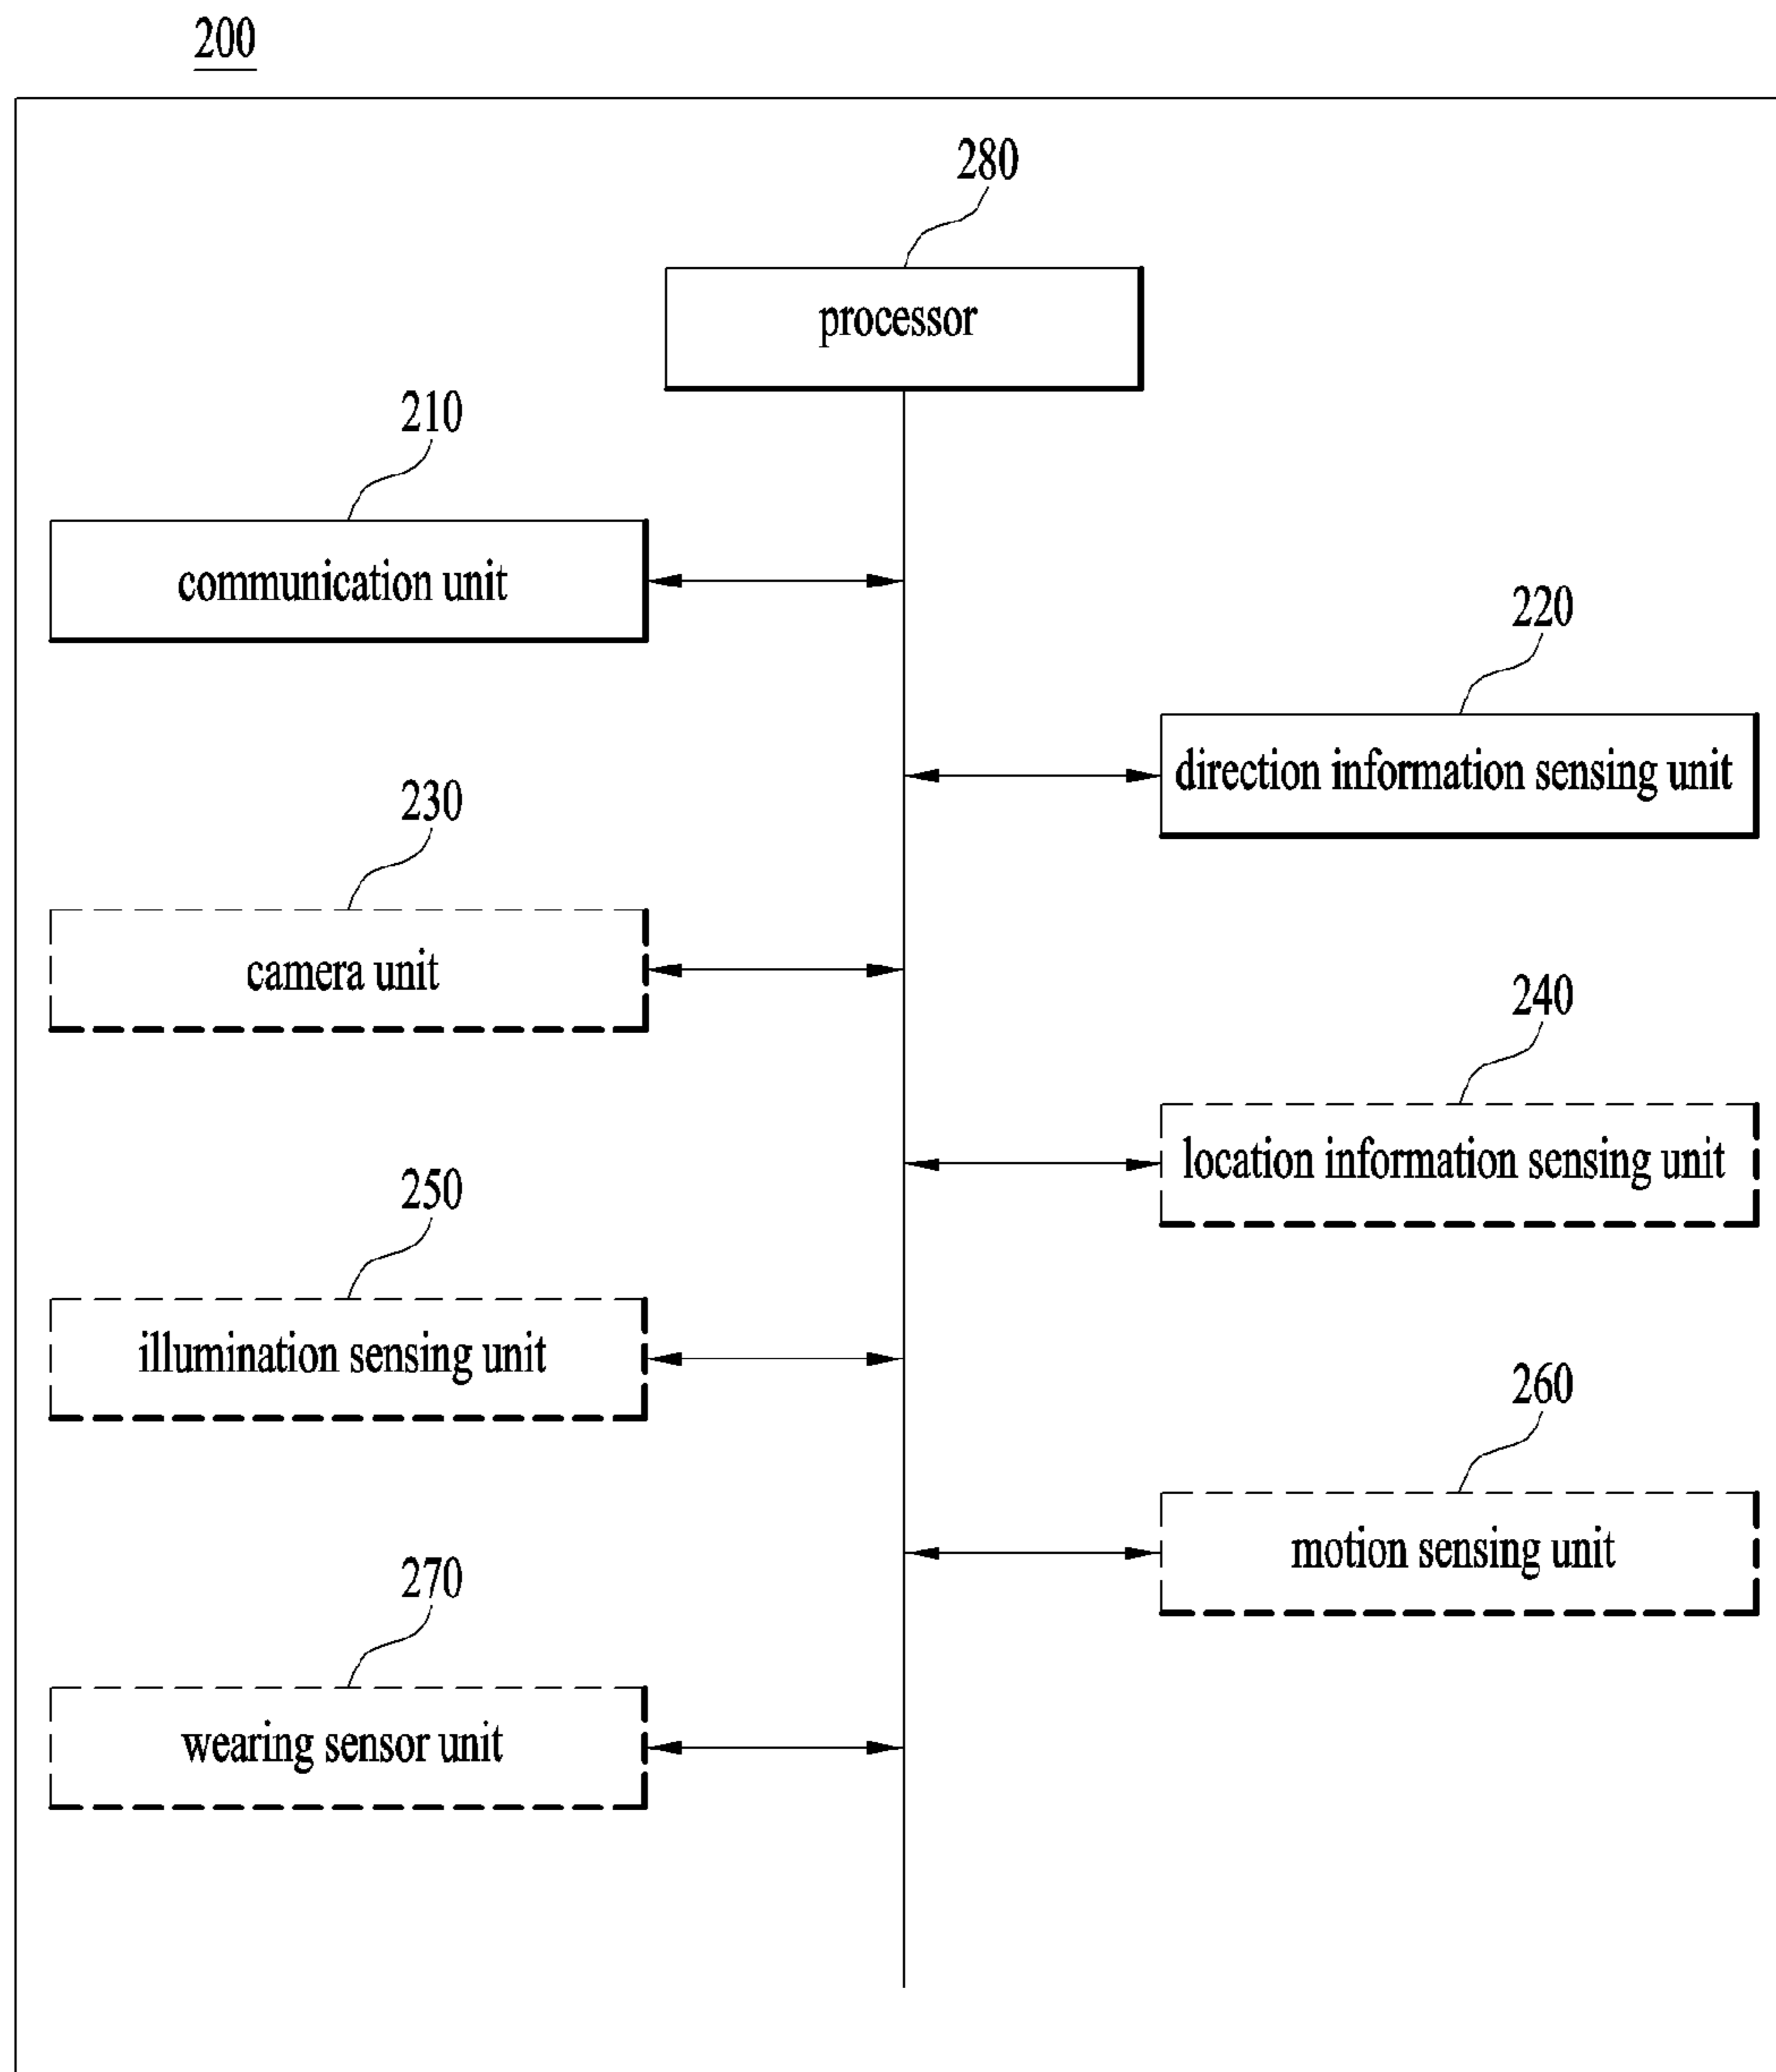 200
280
processor
210
communication unit
220
direction information sensing unit
230
camera unit
240
location information sensing unit
250
illumination sensing unit
260
motion sensing unit
270
wearing sensor unit